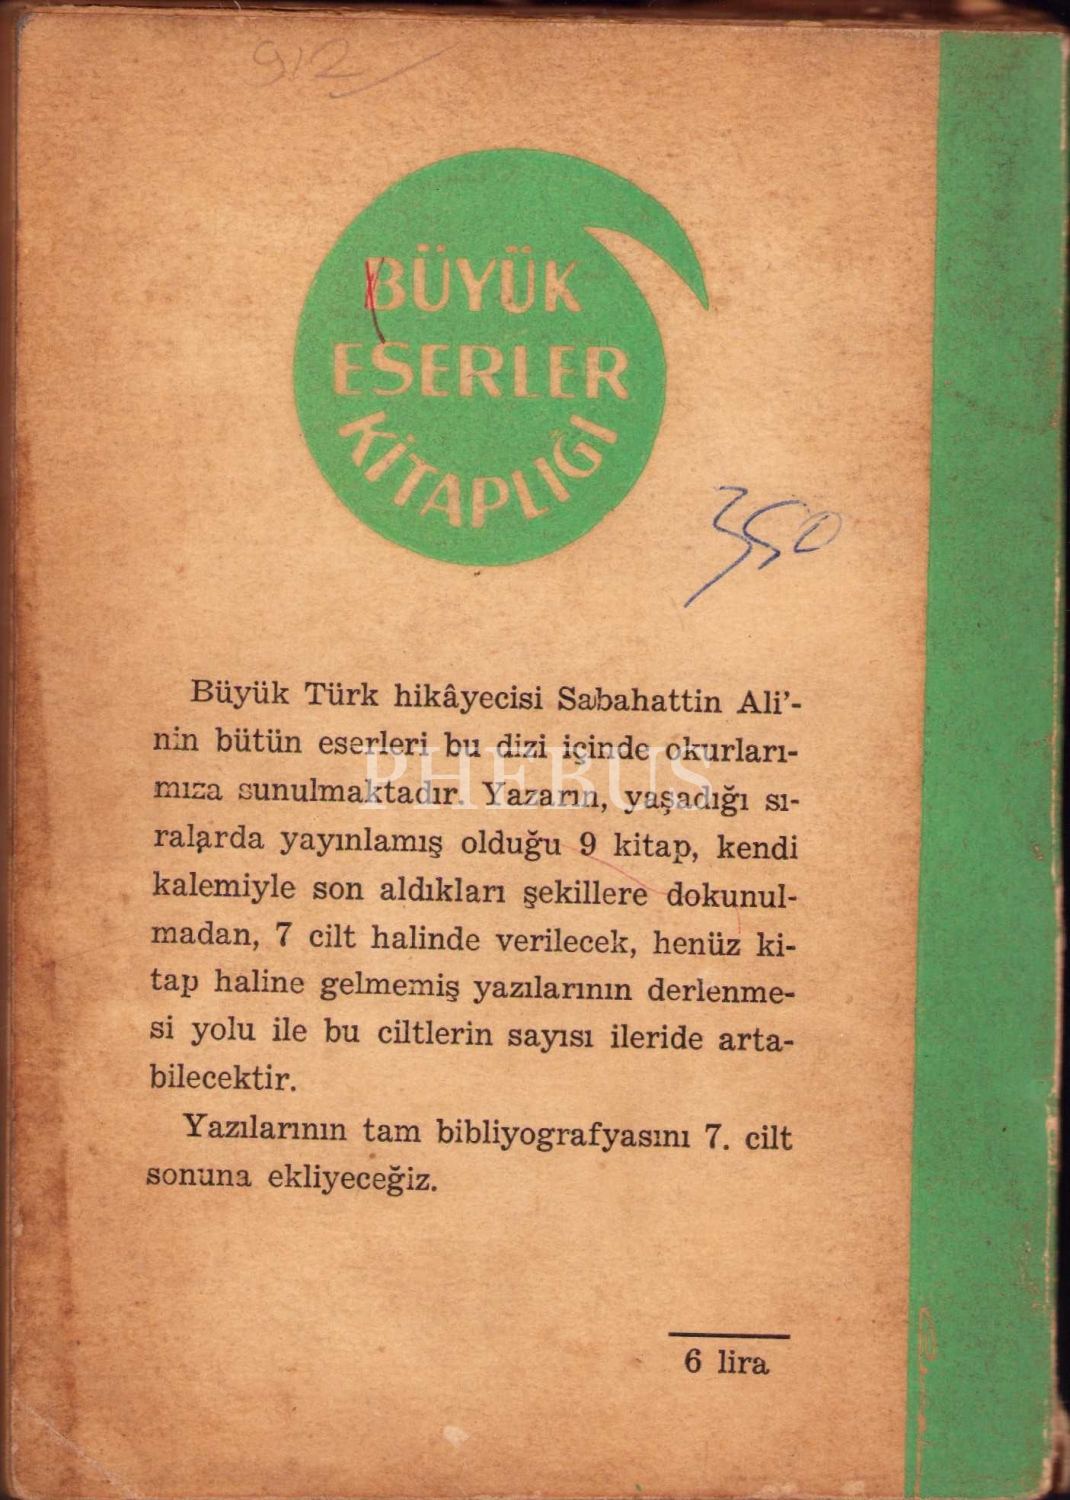 912
BÜYÜK
ESERLER
KİTAPLIĞI
350
Büyük Türk hikâyecisi Sabahattin Ali'-
nin bütün eserleri bu dizi içinde okurları-
mıza sunulmaktadır. Yazarın, yaşadığı sı-
ralarda yayınlamış olduğu 9 kitap, kendi
kalemiyle son aldıkları şekillere dokunul-
madan, 7 cilt halinde verilecek, henüz ki-
tap haline gelmemiş yazılarının derlenme-
si yolu ile bu ciltlerin sayısı ileride arta-
bilecektir.
Yazılarının tam bibliyografyasını 7. cilt
sonuna ekliyeceğiz.
6 lira
PHEBUS